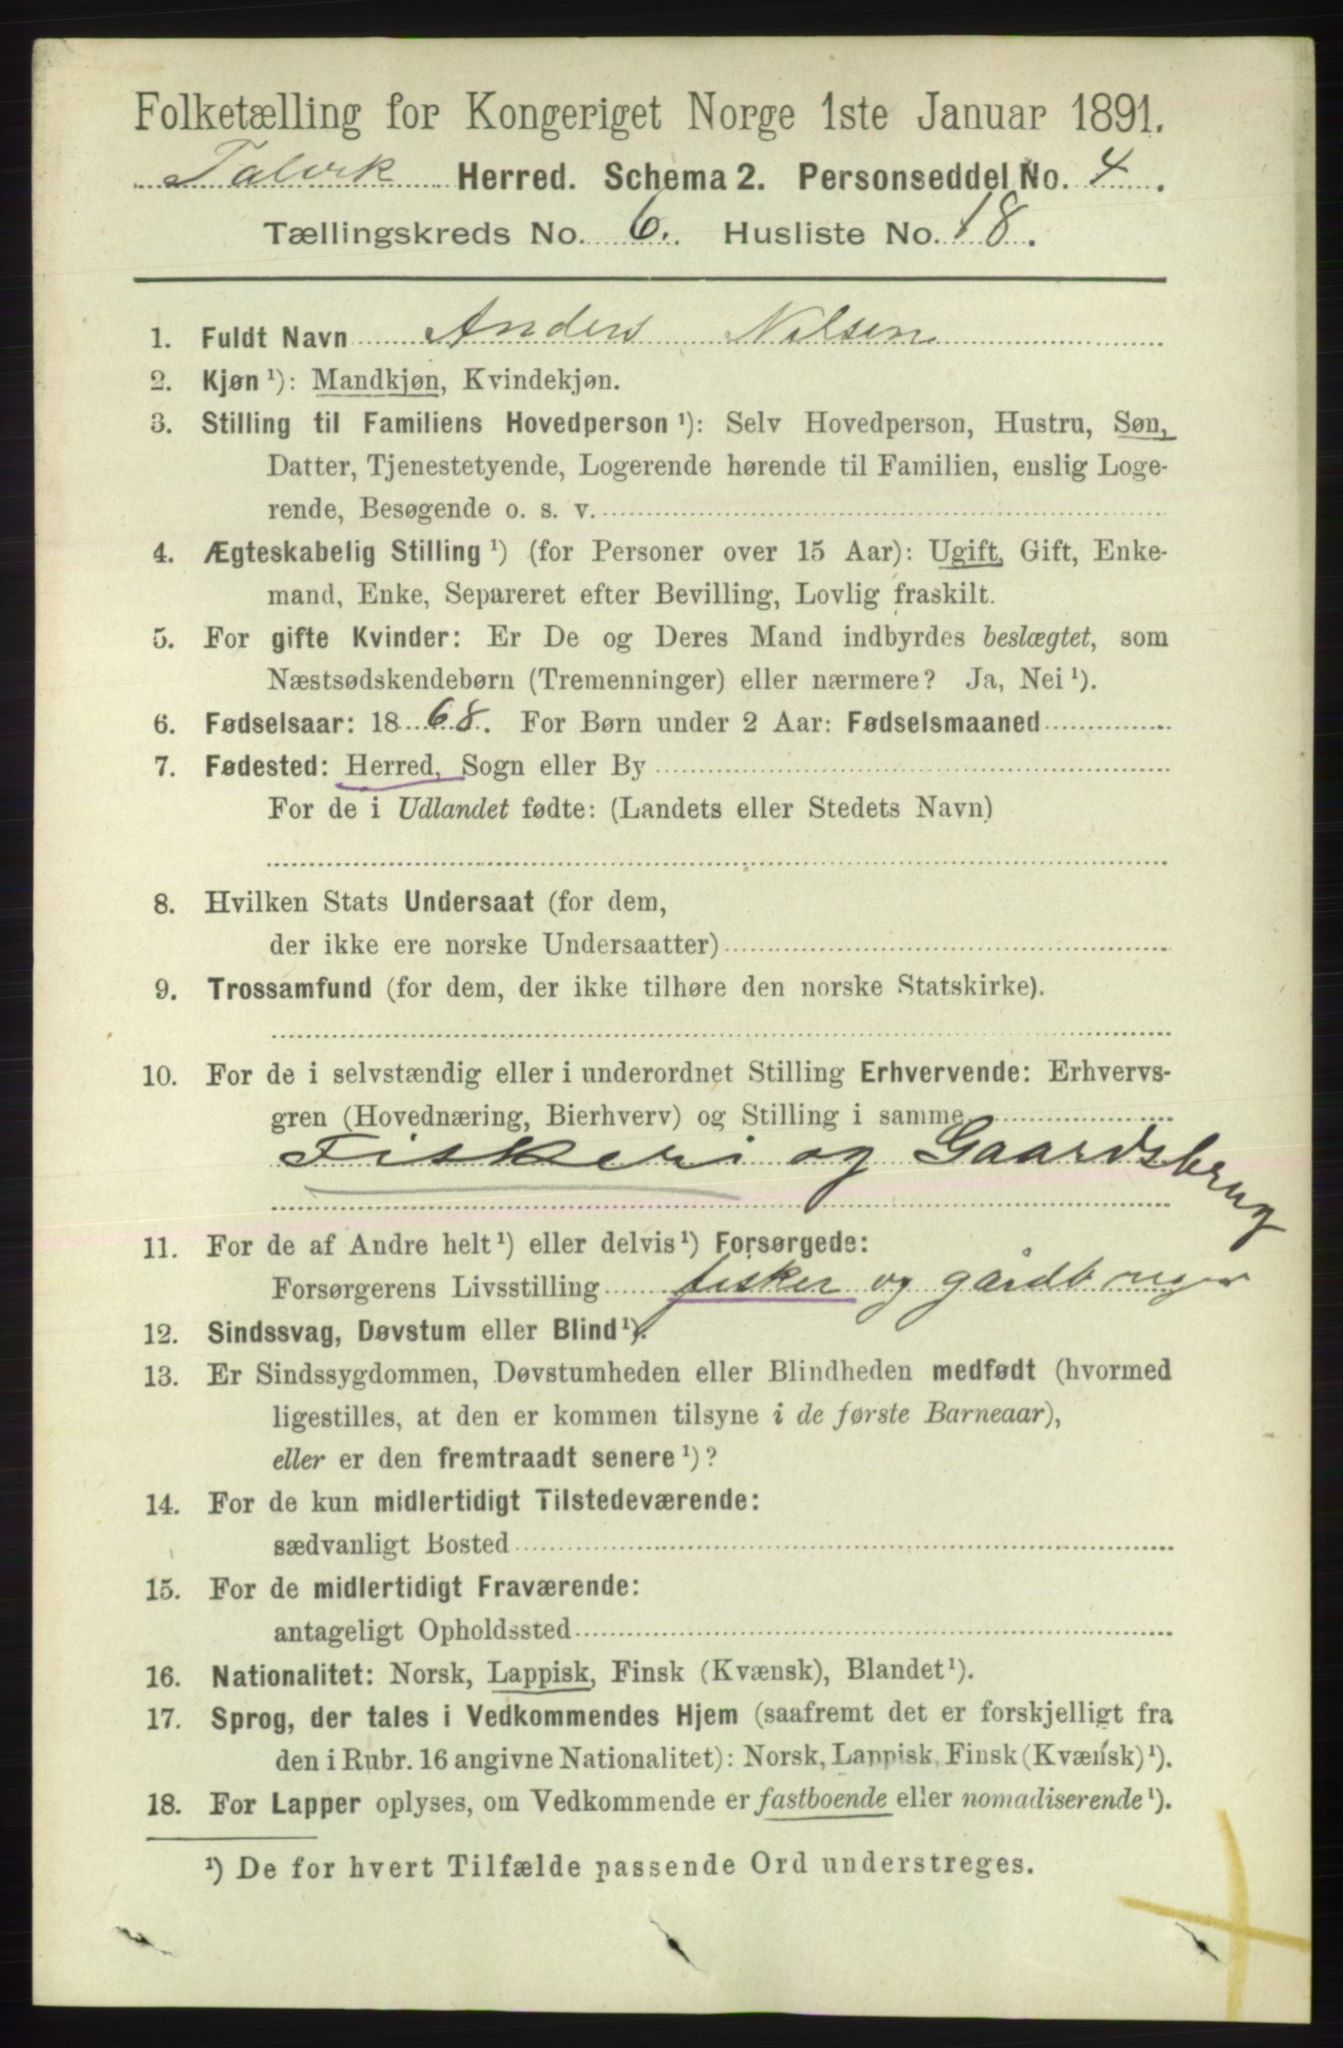 Folketælling for Kongeriget Norge 1ste Januar 1891.
Talvik Herred. Schema 2. Personseddel No. 4.
Tællingskreds No. 6. Husliste No. 18.
1. Fuldt Navn Anders Nilsen
2. Kjøn ¹): Mandkjøn, Kvindekjøn.
3. Stilling til Familiens Hovedperson ¹): Selv Hovedperson, Hustru, Søn,
Datter, Tjenestetyende, Logerende hørende til Familien, enslig Loge-
rende, Besøgende o. s. v.
4. Ægteskabelig Stilling ¹) (for Personer over 15 Aar): Ugift, Gift, Enke-
mand, Enke, Separeret efter Bevilling, Lovlig fraskilt.
5. For gifte Kvinder: Er De og Deres Mand indbyrdes beslægtet, som
Næstsødskendebørn (Tremenninger) eller nærmere? Ja, Nei ¹).
6. Fødselsaar: 1868. For Børn under 2 Aar: Fødselsmaaned
7. Fødested: Herred, Sogn eller By
For de i Udlandet fødte: (Landets eller Stedets Navn)
8. Hvilken Stats Undersaat (for dem,
der ikke ere norske Undersaatter)
9. Trossamfund (for dem, der ikke tilhøre den norske Statskirke).
10. For de i selvstændig eller i underordnet Stilling Erhvervende: Erhvervs-
gren (Hovednæring, Bierhverv) og Stilling i samme
Fiskeri og Gaardsbrug
11. For de af Andre helt ¹) eller delvis ¹) Forsørgede:
Forsørgerens Livsstilling fisker og gårdbruger
12. Sindssvag, Døvstum eller Blind ¹).
13. Er Sindssygdommen, Døvstumheden eller Blindheden medfødt (hvormed
ligestilles, at den er kommen tilsyne i de første Barneaar),
eller er den fremtraadt senere ¹)?
14. For de kun midlertidigt Tilstedeværende:
sædvanligt Bosted
15. For de midlertidigt Fraværende:
antageligt Opholdssted
16. Nationalitet: Norsk, Lappisk, Finsk (Kvænsk), Blandet ¹).
17. Sprog, der tales i Vedkommendes Hjem (saafremt det er forskjelligt fra
den i Rubr. 16 angivne Nationalitet): Norsk, Lappisk, Finsk (Kvænsk) ¹).
18. For Lapper oplyses, om Vedkommende er fastboende eller nomadiserende ¹).
¹) De for hvert Tilfælde passende Ord understreges.